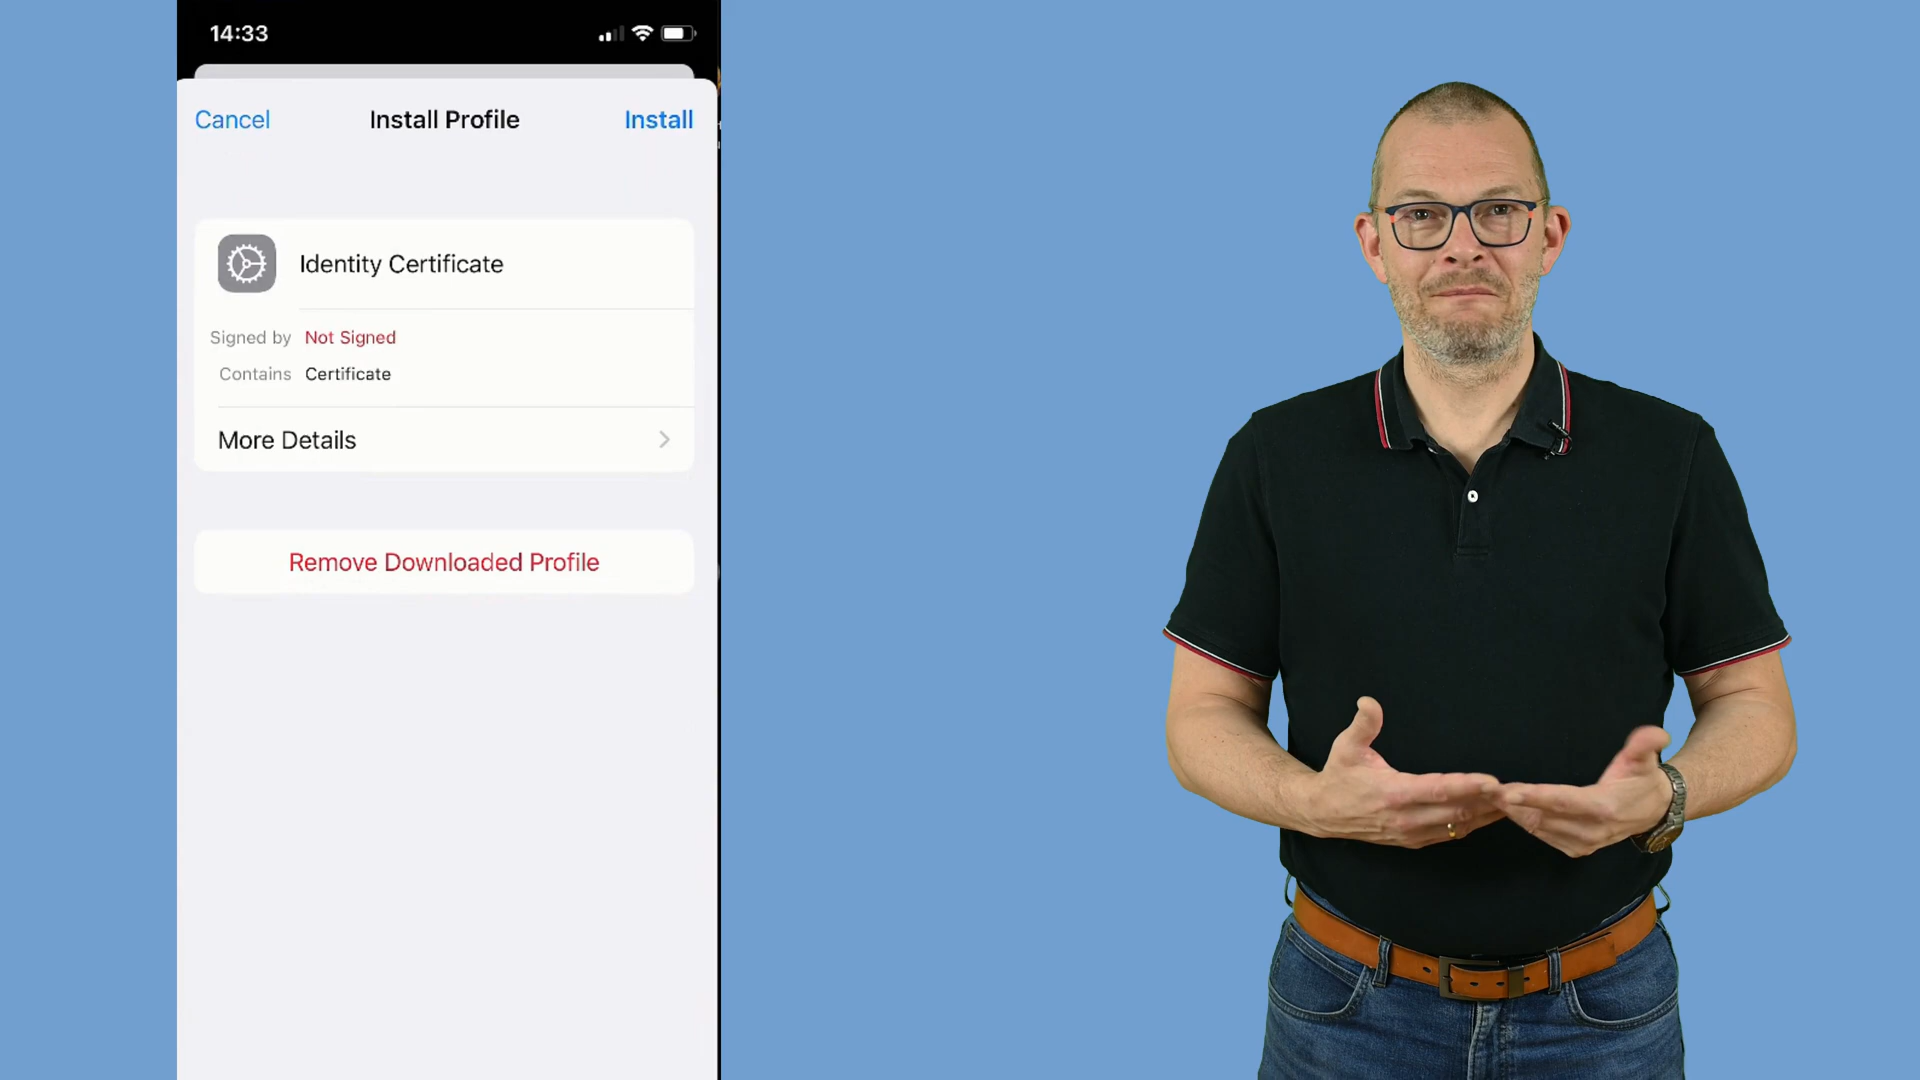 14:33
Cancel Install Profile Install
Identity Certificate
Signed by Not Signed
Contains Certificate
More Details
Remove Downloaded Profile